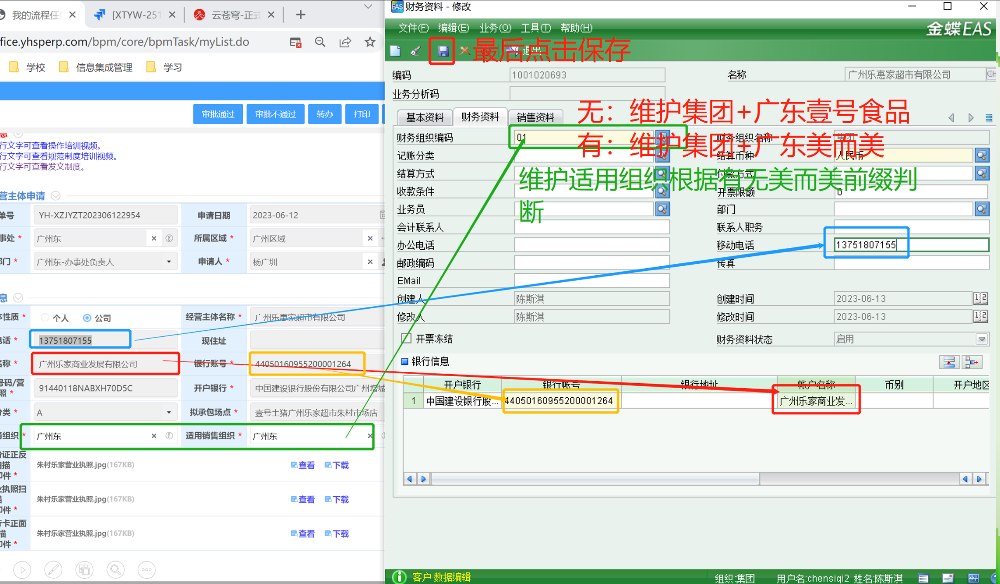 我的流程任务
[XTYW-251
云苍穹-正式
fice.yhsperp.com/bpm/core/bpmTask/myList.do
学校
信息集成管理
学习
审批通过
审批不通过
转办
打印
息
行文字可查看操作培训视频。
行文字可查看规范制度培训视频。
行文字可查看发文制度。
营主体申请
单号
YH-XZJYZT202306122954
申请日期
2023-06-12
事处 *
广州东
所属区域 *
广州区域
部门 *
广州东-办事处负责人
申请人 *
杨广圳
息
体性质 *
个人
公司
经营主体名称 *
广州乐惠家超市有限公司
电话 *
13751807155
现住址
名称 *
广州乐家商业发展有限公司
银行账号 *
44050160955200001264
号码/营
照 *
91440118NABXH70D5C
开户银行 *
中国建设银行股份有限公司广州增城
分类 *
A
拟承包场点 *
壹号土猪广州乐家超市朱村市场店
务组织 *
广州东
适用销售组织 *
广州东
份证正反
扫描
印件 *
朱村乐家营业执照.jpg(167KB)
查看
下载
业执照扫
描
印件 *
朱村乐家营业执照.jpg(167KB)
查看
下载
行卡正面
描
印件 *
朱村乐家营业执照.jpg(167KB)
查看
下载
EAS
财务资料 - 修改
文件(F) 编辑(E) 业务(O) 工具(T) 帮助(H)
金蝶EAS
最后点击保存
退出
编码
1001020693
名称
广州乐惠家超市有限公司
CH
业务分析码
无：维护集团+广东壹号食品
基本资料
财务资料
销售资料
有：维护集团+广东美而美
财务组织编码
01
财务组织名称
集团
记账分类
结算币种
人民币
维护适用组织根据有无美而美前缀判
断
结算方式
付款方式
收款条件
开票限额
0
业务员
部门
会计联系人
联系人职务
办公电话
移动电话
13751807155
邮政编码
传真
EMail
创建人
陈斯淇
创建时间
2023-06-13
12
修改人
陈斯淇
修改时间
2023-06-13
12
开票冻结
财务资料状态
启用
银行信息
开户银行
银行账号
银行地址
帐户名称
币别
开户地区
1
中国建设银行股...
44050160955200001264
广州乐家商业发...
客户 数据编辑
组织:集团
用户名:chensiqi2 姓名:陈斯淇